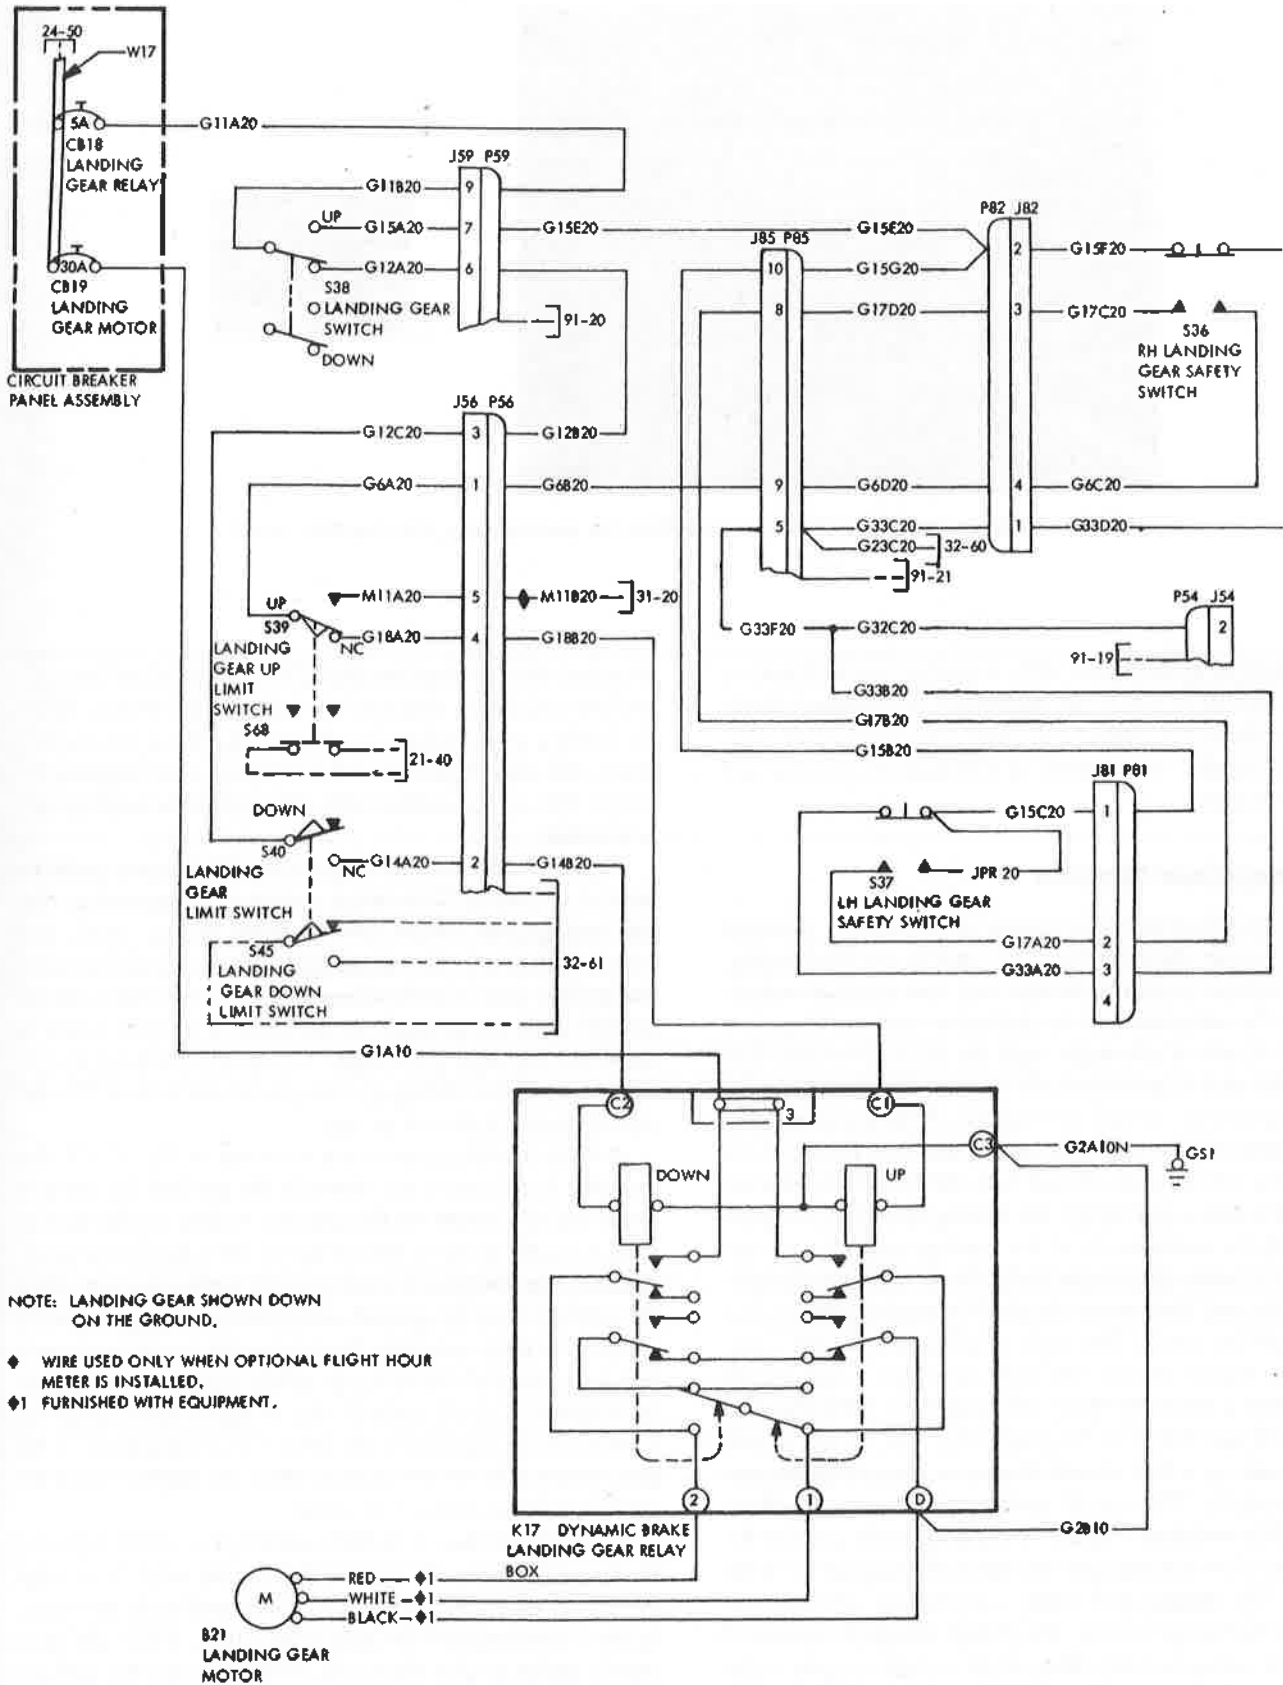 24-50
W17
5A
CB18
LANDING
GEAR RELAY
G11A20
30A
CB19
LANDING
GEAR MOTOR
CIRCUIT BREAKER
PANEL ASSEMBLY
J59 P59
G11B20
9
UP
G15A20
7
G15E20
G12A20
6
S38
LANDING GEAR
SWITCH
DOWN
91-20
J85 P85
G15E20
10
G15G20
8
G17D20
P82 J82
2
G15F20
3
G17C20
S36
RH LANDING
GEAR SAFETY
SWITCH
J56 P56
G12C20
3
G12B20
G6A20
1
G6B20
9
G6D20
4
G6C20
5
G33C20
1
G33D20
G23C20
32-60
91-21
M11A20
5
M11B20
31-20
UP
S39
G18A20
4
G18B20
NC
LANDING
GEAR UP
LIMIT
SWITCH
S68
21-40
G33F20
G32C20
P54 J54
2
91-19
G33B20
G17B20
G15B20
J81 P81
G15C20
1
JPR 20
S37
LH LANDING GEAR
SAFETY SWITCH
G17A20
2
G33A20
3
4
DOWN
S40
NC
G14A20
2
G14B20
LANDING
GEAR
LIMIT SWITCH
S45
LANDING
GEAR DOWN
LIMIT SWITCH
32-61
G1A10
C2
3
C1
C3
G2A10N
GS1
DOWN
UP
NOTE: LANDING GEAR SHOWN DOWN
ON THE GROUND.
♦ WIRE USED ONLY WHEN OPTIONAL FLIGHT HOUR
METER IS INSTALLED.
♦1 FURNISHED WITH EQUIPMENT.
2
1
D
G2B10
K17 DYNAMIC BRAKE
LANDING GEAR RELAY
BOX
M
RED ♦1
WHITE ♦1
BLACK ♦1
B21
LANDING GEAR
MOTOR